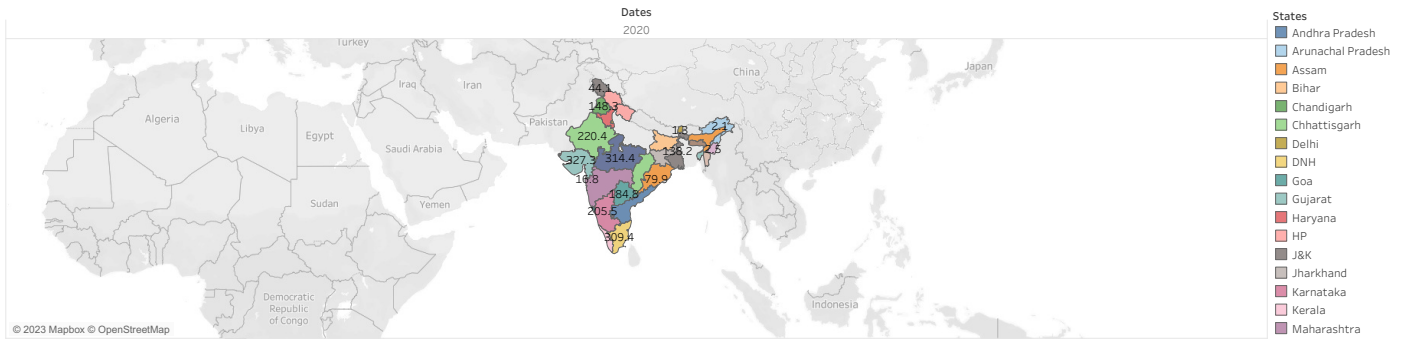 Dates
2020
States
Andhra Pradesh
Arunachal Pradesh
Assam
Bihar
Chandigarh
Chhattisgarh
Delhi
DNH
Goa
Gujarat
Haryana
HP
J&K
Jharkhand
Karnataka
Kerala
Maharashtra
Turkey
Japan
China
Iraq
Iran
44.1
148.3
Pakistan
Algeria
Libya
Egypt
1.3
2.1
220.4
Saudi Arabia
138.2
2.5
327.3
314.4
16.8
79.9
Sudan
Yemen
184.5
205.5
309.4
Democratic
Republic
of Congo
Indonesia
© 2023 Mapbox © OpenStreetMap